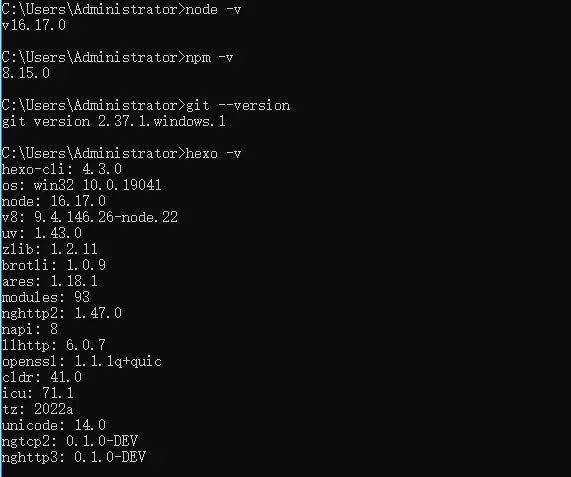 C:\Users\Administrator>node -v
v16.17.0
C:\Users\Administrator>npm -v
8.15.0
C:\Users\Administrator>git --version
git version 2.37.1.windows.1
C:\Users\Administrator>hexo -v
hexo-cli: 4.3.0
os: win32 10.0.19041
node: 16.17.0
v8: 9.4.146.26-node.22
uv: 1.43.0
zlib: 1.2.11
brotli: 1.0.9
ares: 1.18.1
modules: 93
nghttp2: 1.47.0
napi: 8
llhttp: 6.0.7
openssl: 1.1.1q+quic
cldr: 41.0
icu: 71.1
tz: 2022a
unicode: 14.0
ngtcp2: 0.1.0-DEV
nghttp3: 0.1.0-DEV